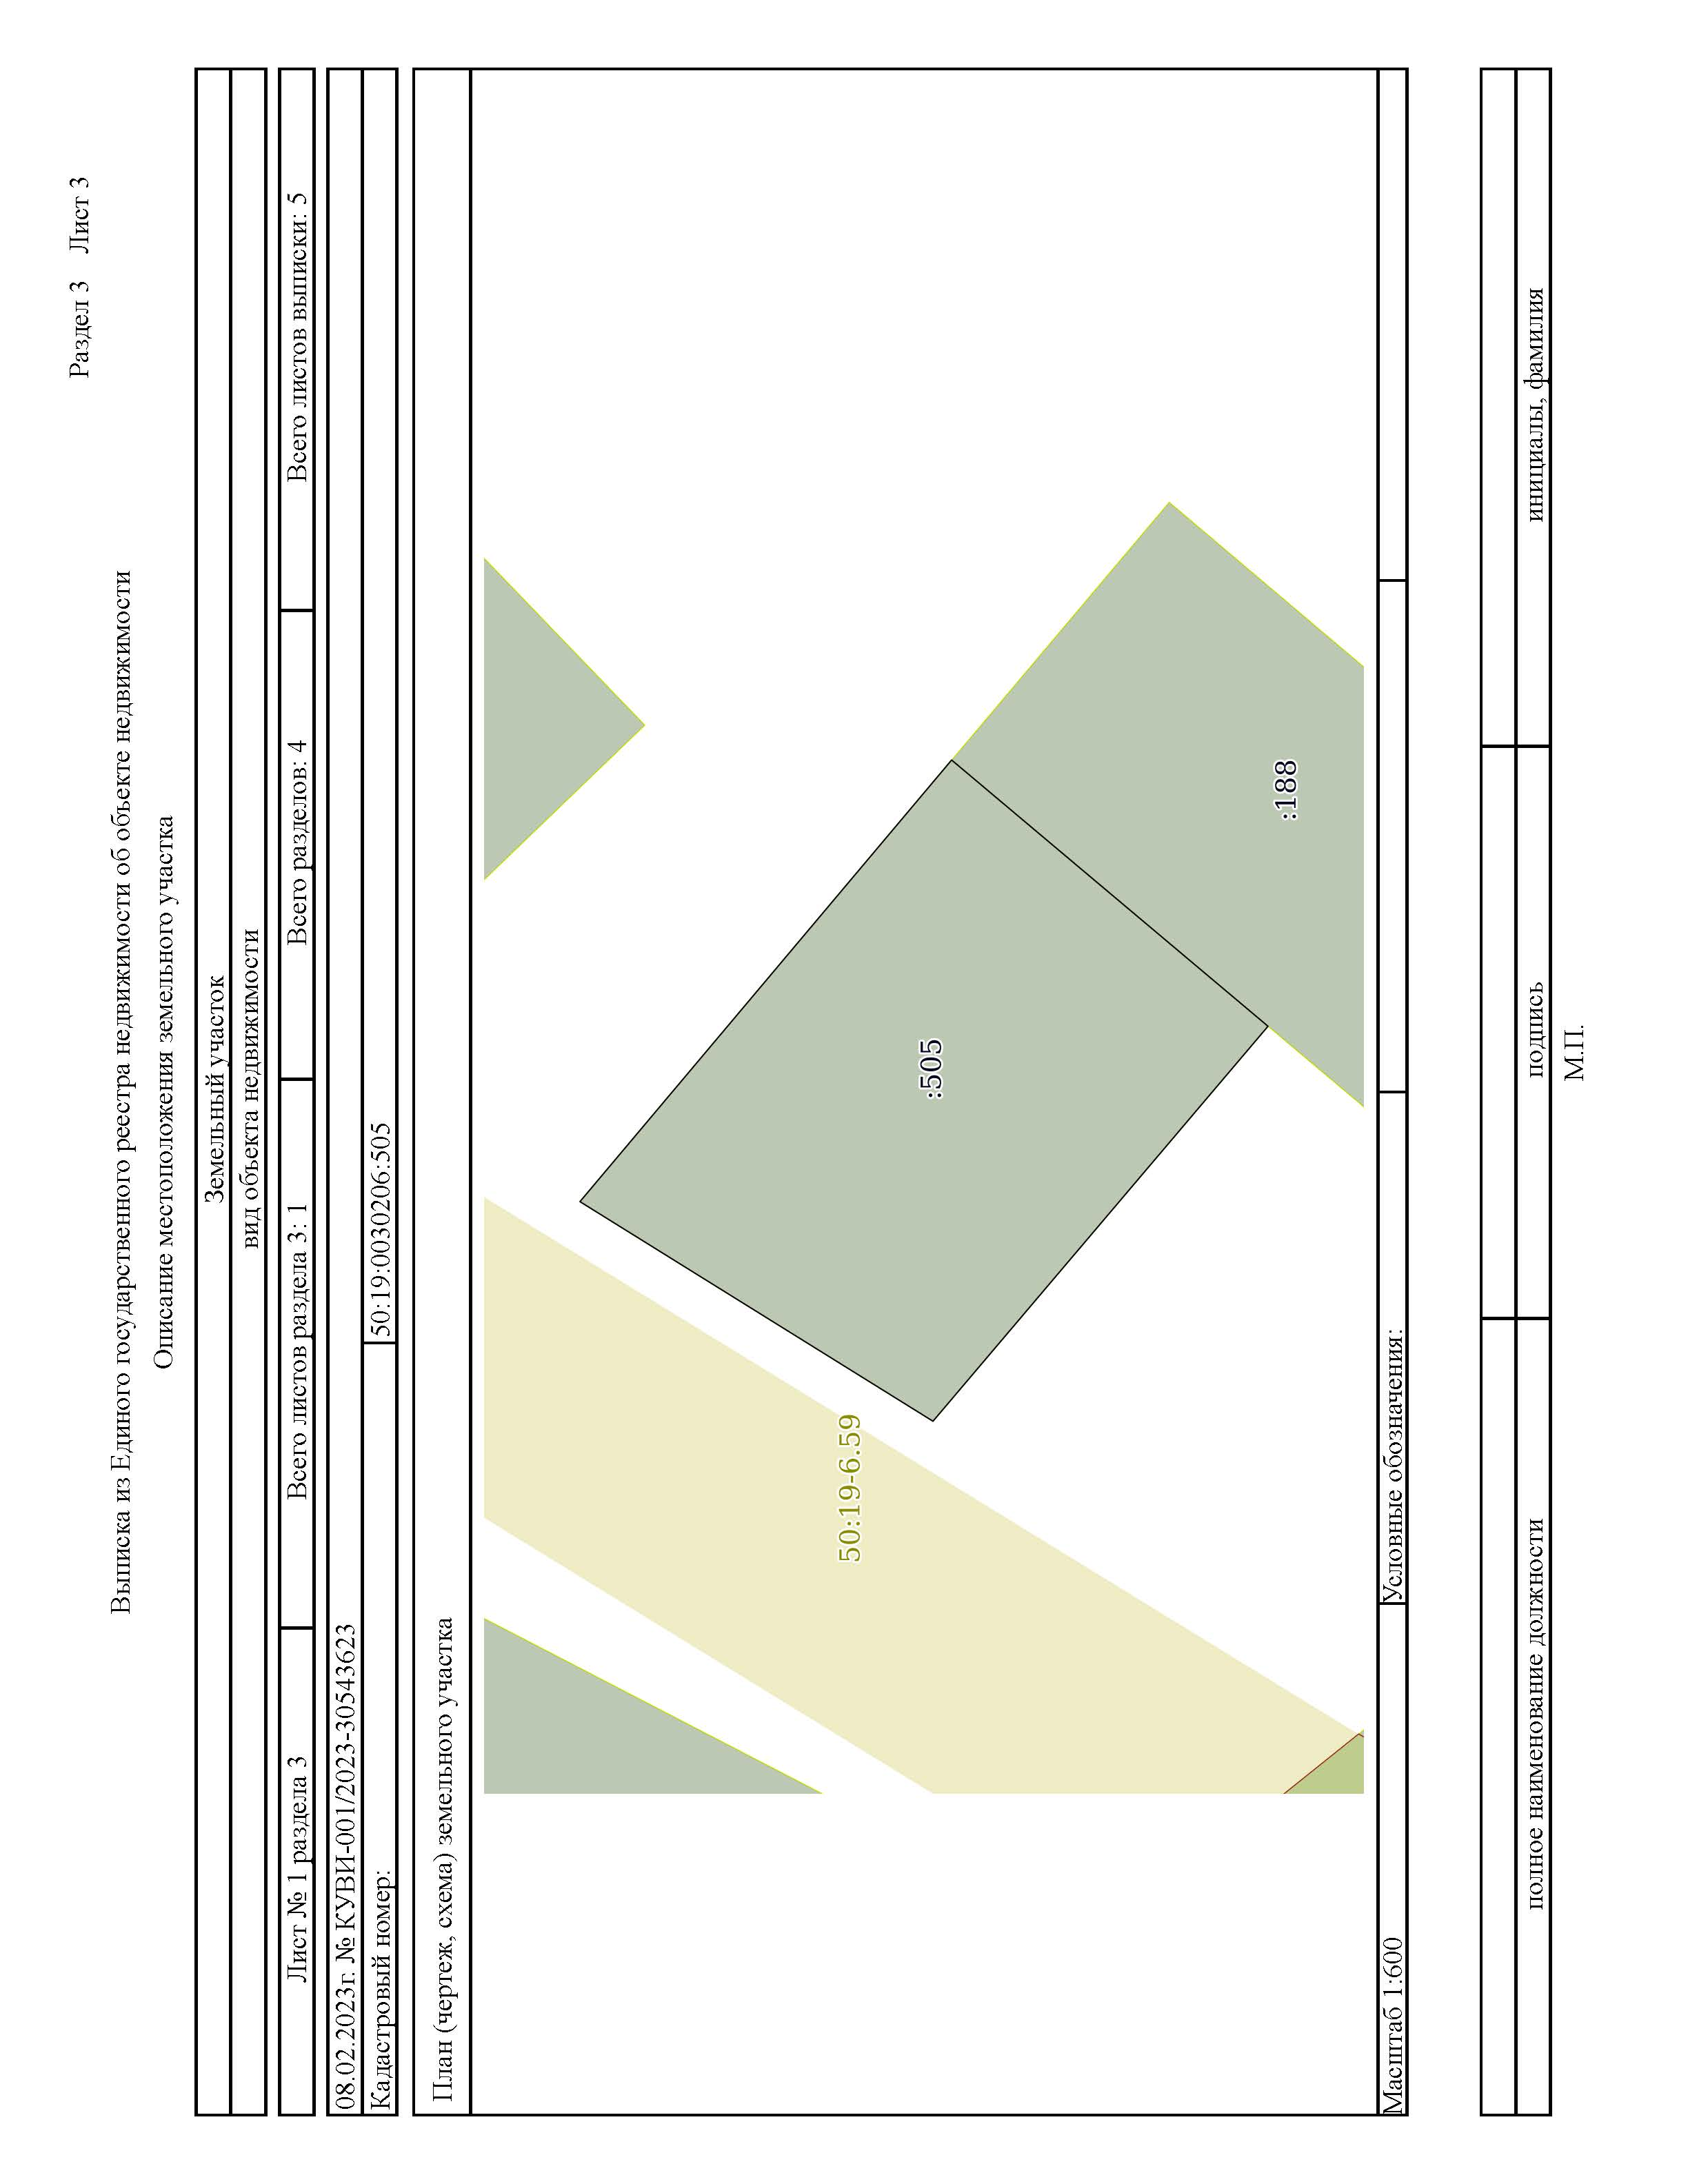 Раздел 3 Лист 3
Выписка из Единого государственного реестра недвижимости об объекте недвижимости
Описание местоположения земельного участка
Земельный участок
вид объекта недвижимости
Лист № 1 раздела 3 Всего листов раздела 3: 1 Всего разделов: 4 Всего листов выписки: 5
08.02.2023г. № КУВИ-001/2023-30543623
Кадастровый номер: 50:19:0030206:505
План (чертеж, схема) земельного участка
50:19-6.59
:505
:188
Масштаб 1:600 Условные обозначения:
полное наименование должности подпись инициалы, фамилия
М.П.